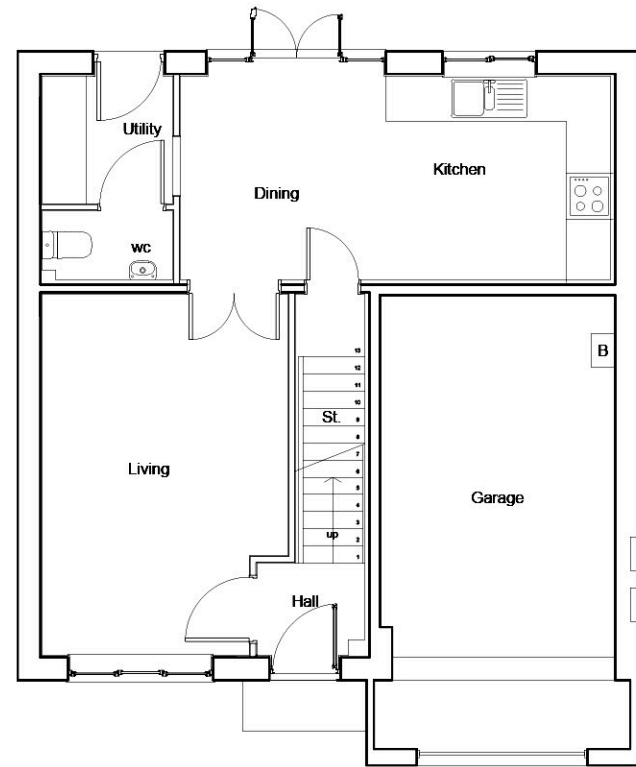 Utility
Kitchen
Dining
wc
B
13
12
11
10
St.
9
8
7
Living
6
5
Garage
4
3
up
2
1
Hall